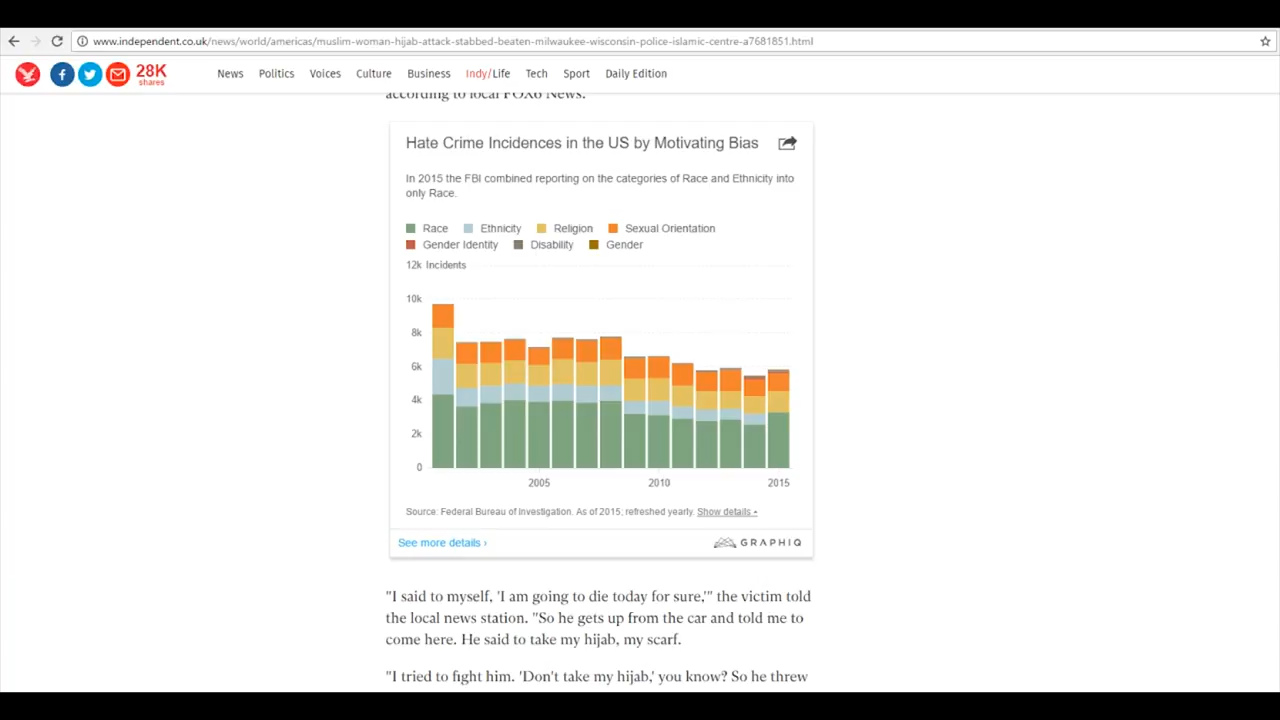 www.independent.co.uk/news/world/americas/muslim-woman-hijab-attack-stabbed-beaten-milwaukee-wisconsin-police-islamic-centre-a7681851.html
28K
shares
News Politics Voices Culture Business Indy/Life Tech Sport Daily Edition
according to local FOX6 News.
Hate Crime Incidences in the US by Motivating Bias
In 2015 the FBI combined reporting on the categories of Race and Ethnicity into
only Race.
Race Ethnicity Religion Sexual Orientation
Gender Identity Disability Gender
12k Incidents
10k
8k
6k
4k
2k
0
2005 2010 2015
Source: Federal Bureau of Investigation. As of 2015; refreshed yearly. Show details
See more details › GRAPHIQ
"I said to myself, 'I am going to die today for sure,'" the victim told
the local news station. "So he gets up from the car and told me to
come here. He said to take my hijab, my scarf.
"I tried to fight him. 'Don't take my hijab,' you know? So he threw